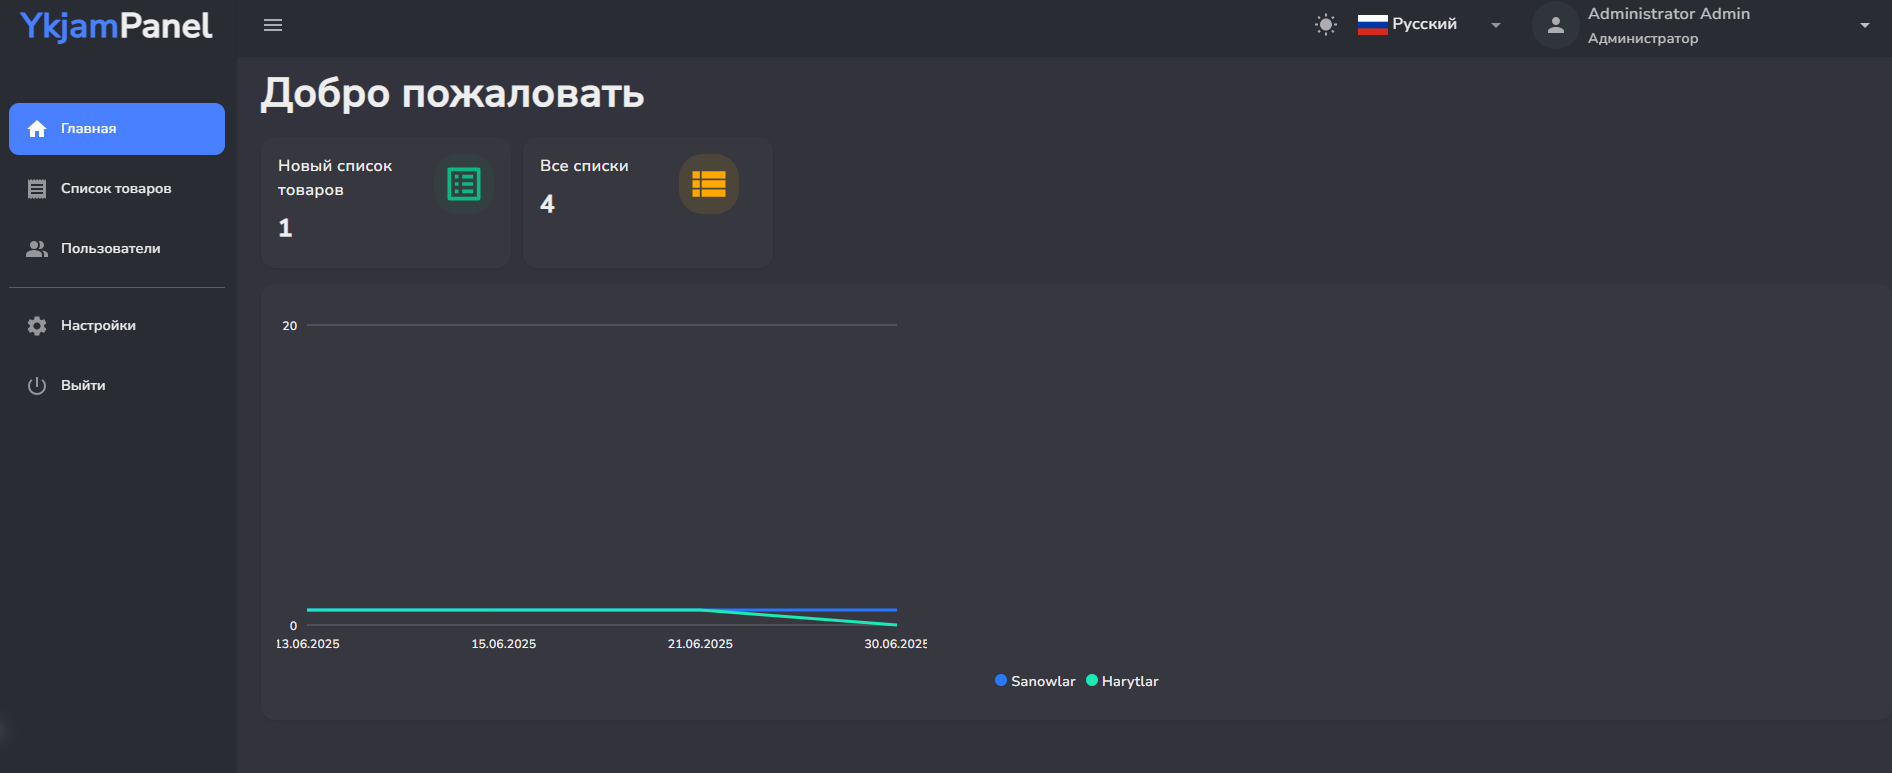 YkjamPanel
Русский
Administrator Admin
Администратор
Главная
Список товаров
Пользователи
Настройки
Выйти
Добро пожаловать
Новый список
товаров
1
Все списки
4
20
0
13.06.2025
15.06.2025
21.06.2025
30.06.2025
Sanowlar
Harytlar